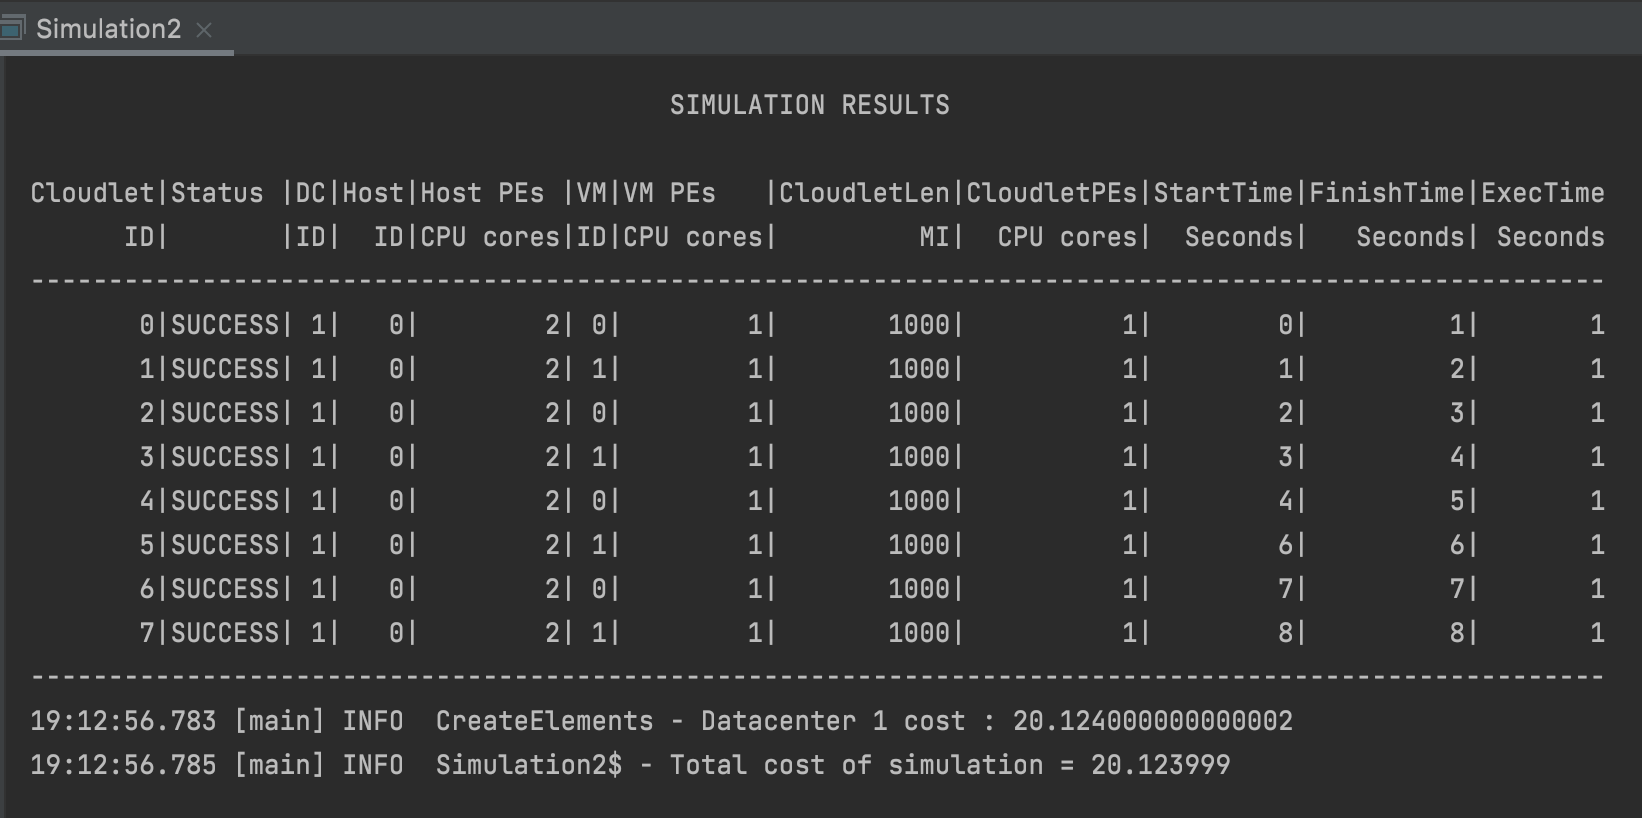 Simulation2
SIMULATION RESULTS
Cloudlet|Status |DC|Host|Host PEs |VM|VM PEs   |CloudletLen|CloudletPEs|StartTime|FinishTime|ExecTime
      ID|       |ID|  ID|CPU cores|ID|CPU cores|         MI|  CPU cores|  Seconds|   Seconds| Seconds
-----------------------------------------------------------------------------------------------------
       0|SUCCESS| 1|   0|        2| 0|        1|       1000|          1|        0|         1|       1
       1|SUCCESS| 1|   0|        2| 1|        1|       1000|          1|        1|         2|       1
       2|SUCCESS| 1|   0|        2| 0|        1|       1000|          1|        2|         3|       1
       3|SUCCESS| 1|   0|        2| 1|        1|       1000|          1|        3|         4|       1
       4|SUCCESS| 1|   0|        2| 0|        1|       1000|          1|        4|         5|       1
       5|SUCCESS| 1|   0|        2| 1|        1|       1000|          1|        6|         6|       1
       6|SUCCESS| 1|   0|        2| 0|        1|       1000|          1|        7|         7|       1
       7|SUCCESS| 1|   0|        2| 1|        1|       1000|          1|        8|         8|       1
-----------------------------------------------------------------------------------------------------
19:12:56.783 [main] INFO  CreateElements - Datacenter 1 cost : 20.124000000000002
19:12:56.785 [main] INFO  Simulation2$ - Total cost of simulation = 20.123999